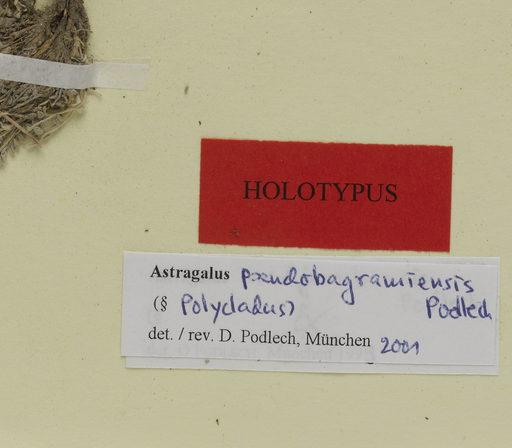 HOLOTYPUS
Astragalus pseudobagramiensis
(§ Polycladus) Podlech
det. / rev. D. Podlech, München 2001